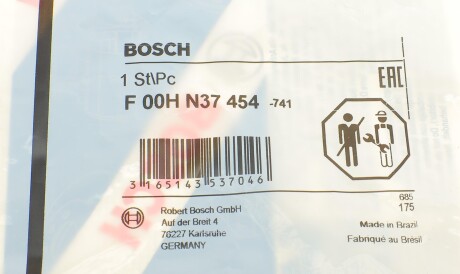 BOSCH
1 St\Pc
F 00H N37 454 -741
EAC
3 165143 537046
685
175
Robert Bosch GmbH
Auf der Breit 4
76227 Karlsruhe
GERMANY
Made in Brazil
Fabriqué au Brésil